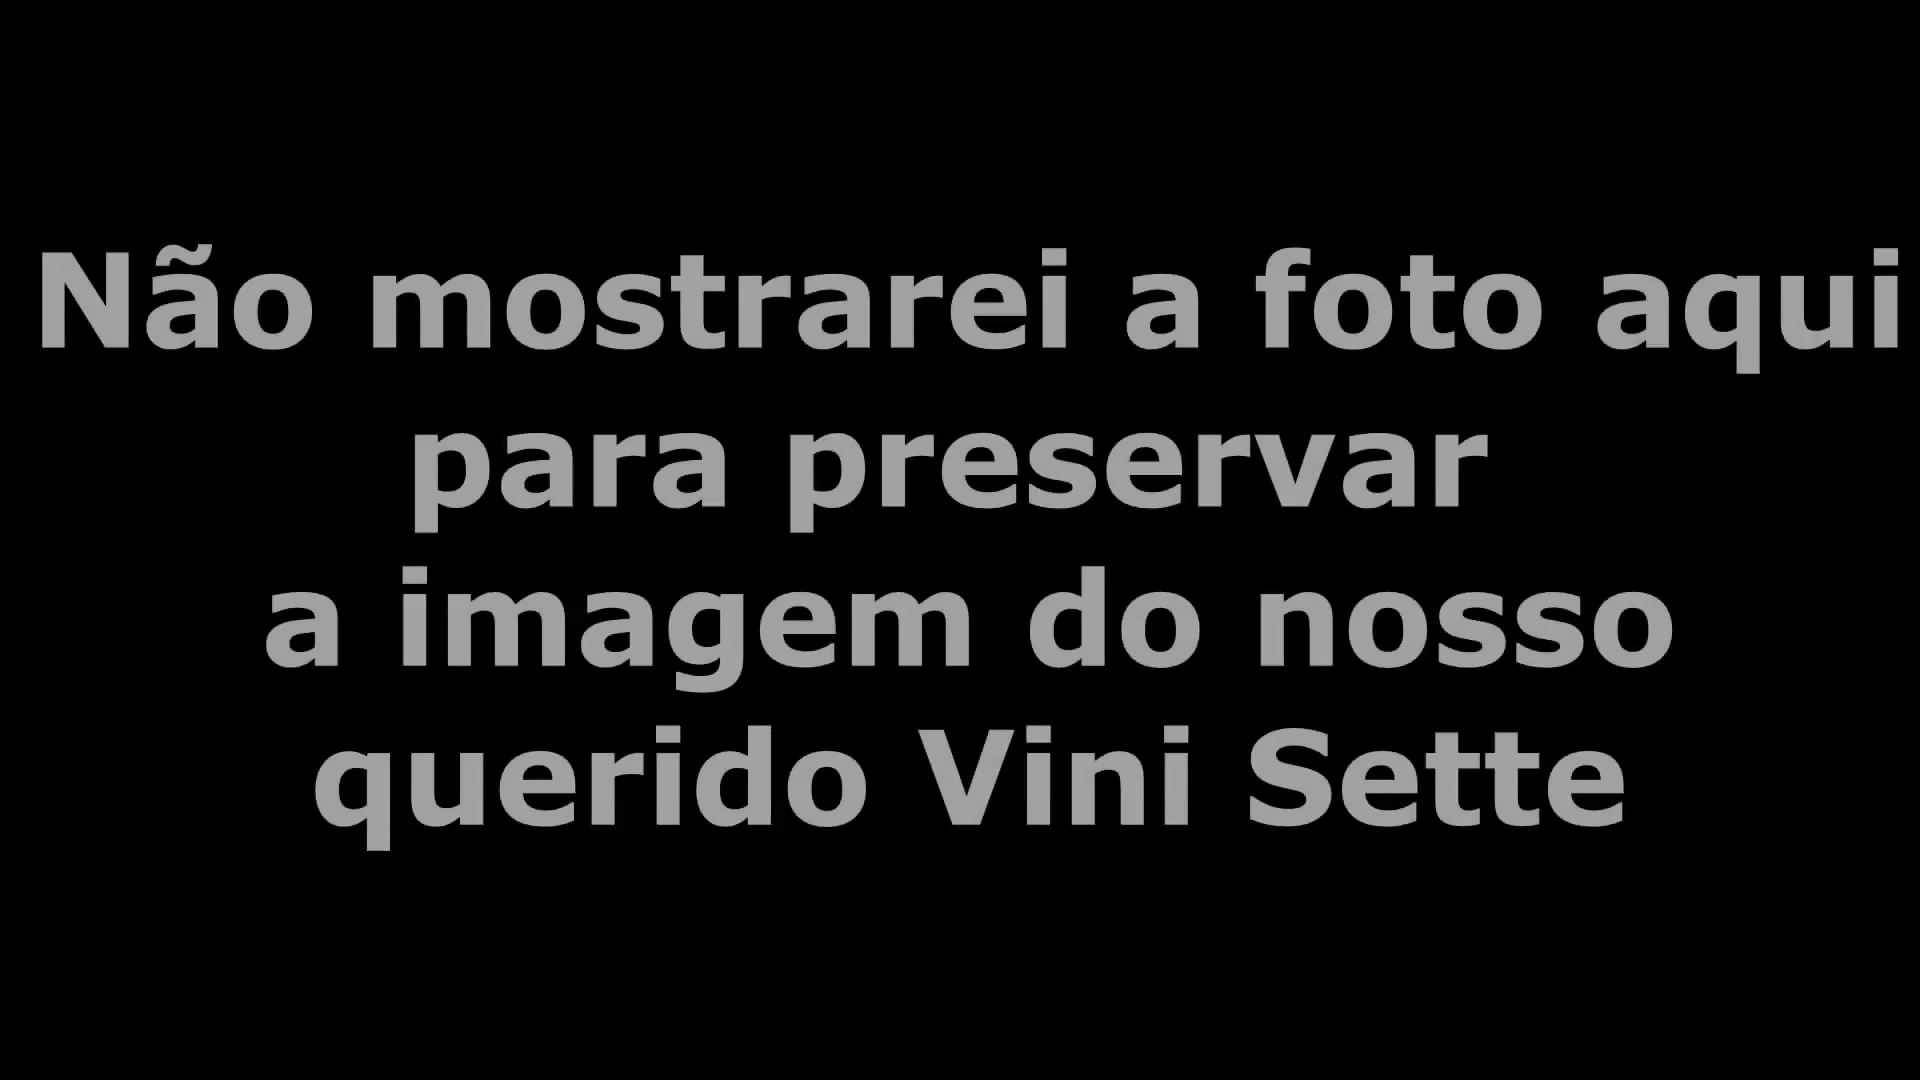 Não mostrarei a foto aqui
para preservar
a imagem do nosso
querido Vini Sette